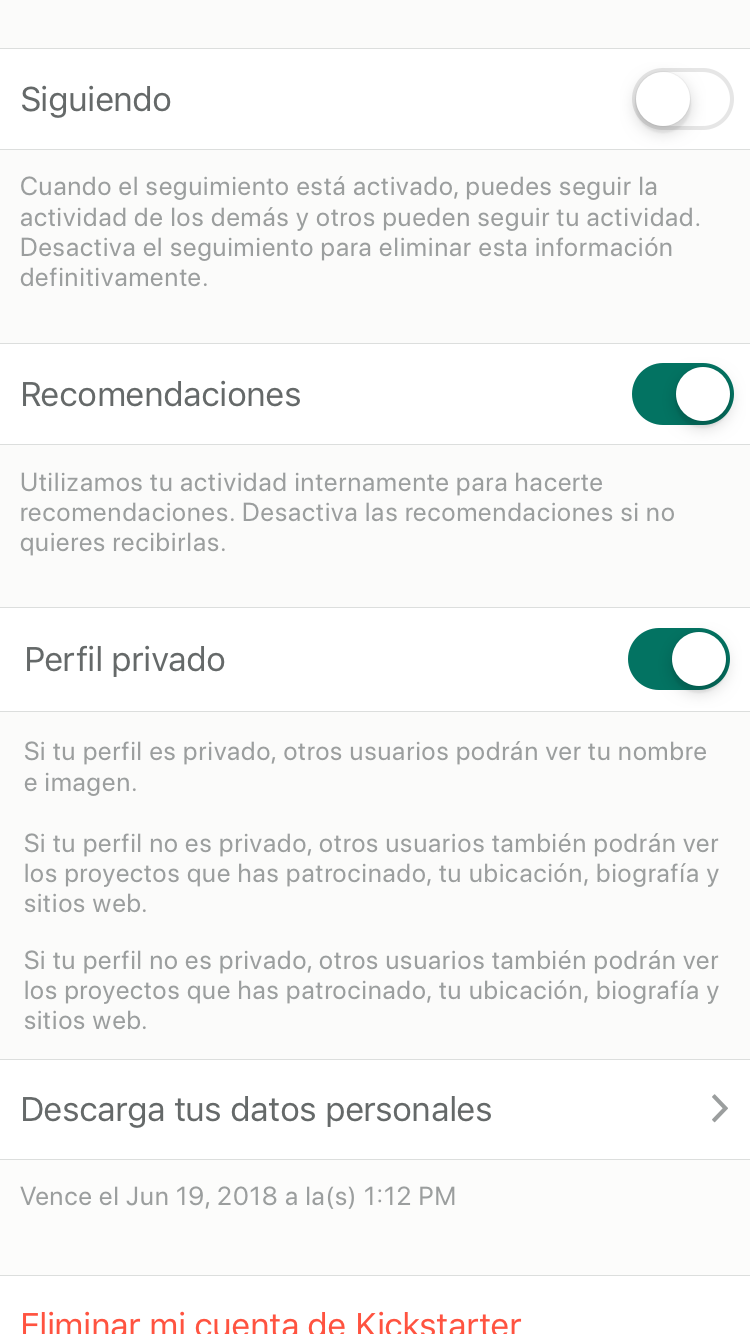 Siguiendo
Cuando el seguimiento está activado, puedes seguir la
actividad de los demás y otros pueden seguir tu actividad.
Desactiva el seguimiento para eliminar esta información
definitivamente.
Recomendaciones
Utilizamos tu actividad internamente para hacerte
recomendaciones. Desactiva las recomendaciones si no
quieres recibirlas.
Perfil privado
Si tu perfil es privado, otros usuarios podrán ver tu nombre
e imagen.
Si tu perfil no es privado, otros usuarios también podrán ver
los proyectos que has patrocinado, tu ubicación, biografía y
sitios web.
Si tu perfil no es privado, otros usuarios también podrán ver
los proyectos que has patrocinado, tu ubicación, biografía y
sitios web.
Descarga tus datos personales
Vence el Jun 19, 2018 a la(s) 1:12 PM
Eliminar mi cuenta de Kickstarter